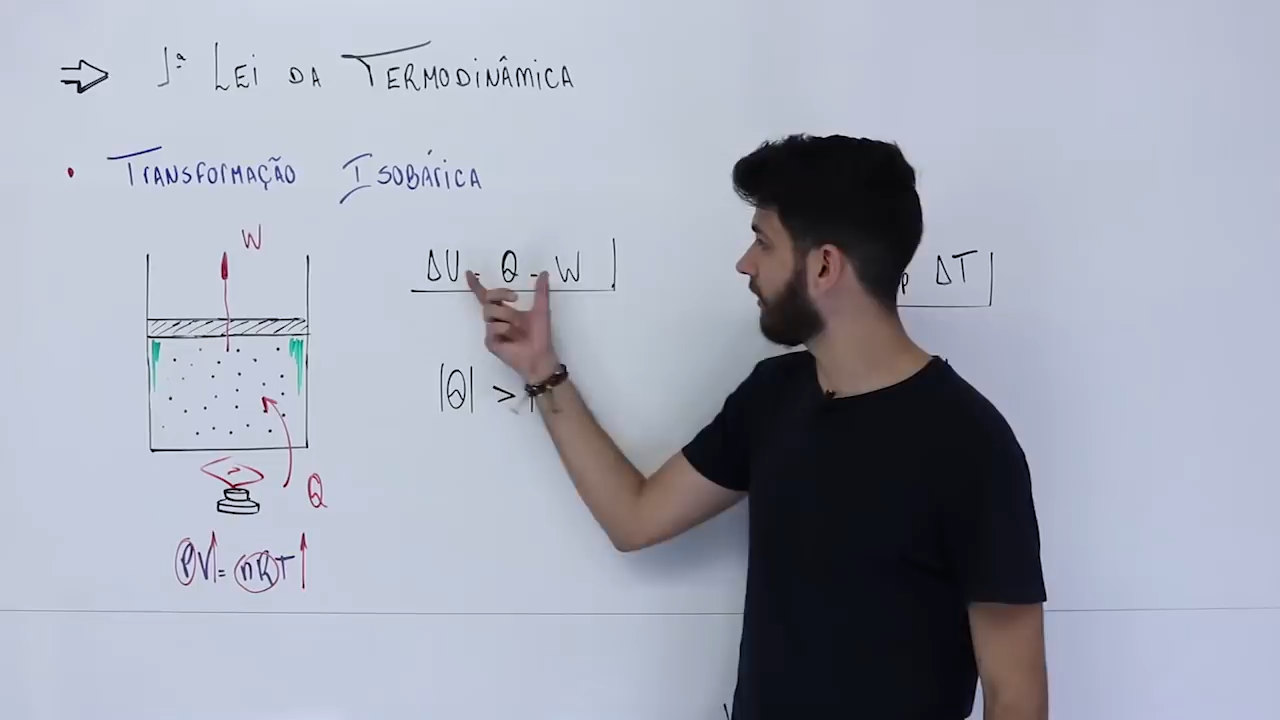 ⇒ 1ª LEI DA TERMODINÂMICA
• TRANSFORMAÇÃO ISOBÁRICA
W
ΔU = Q - W
p ΔT
|Q| >
Q
PV = nRT